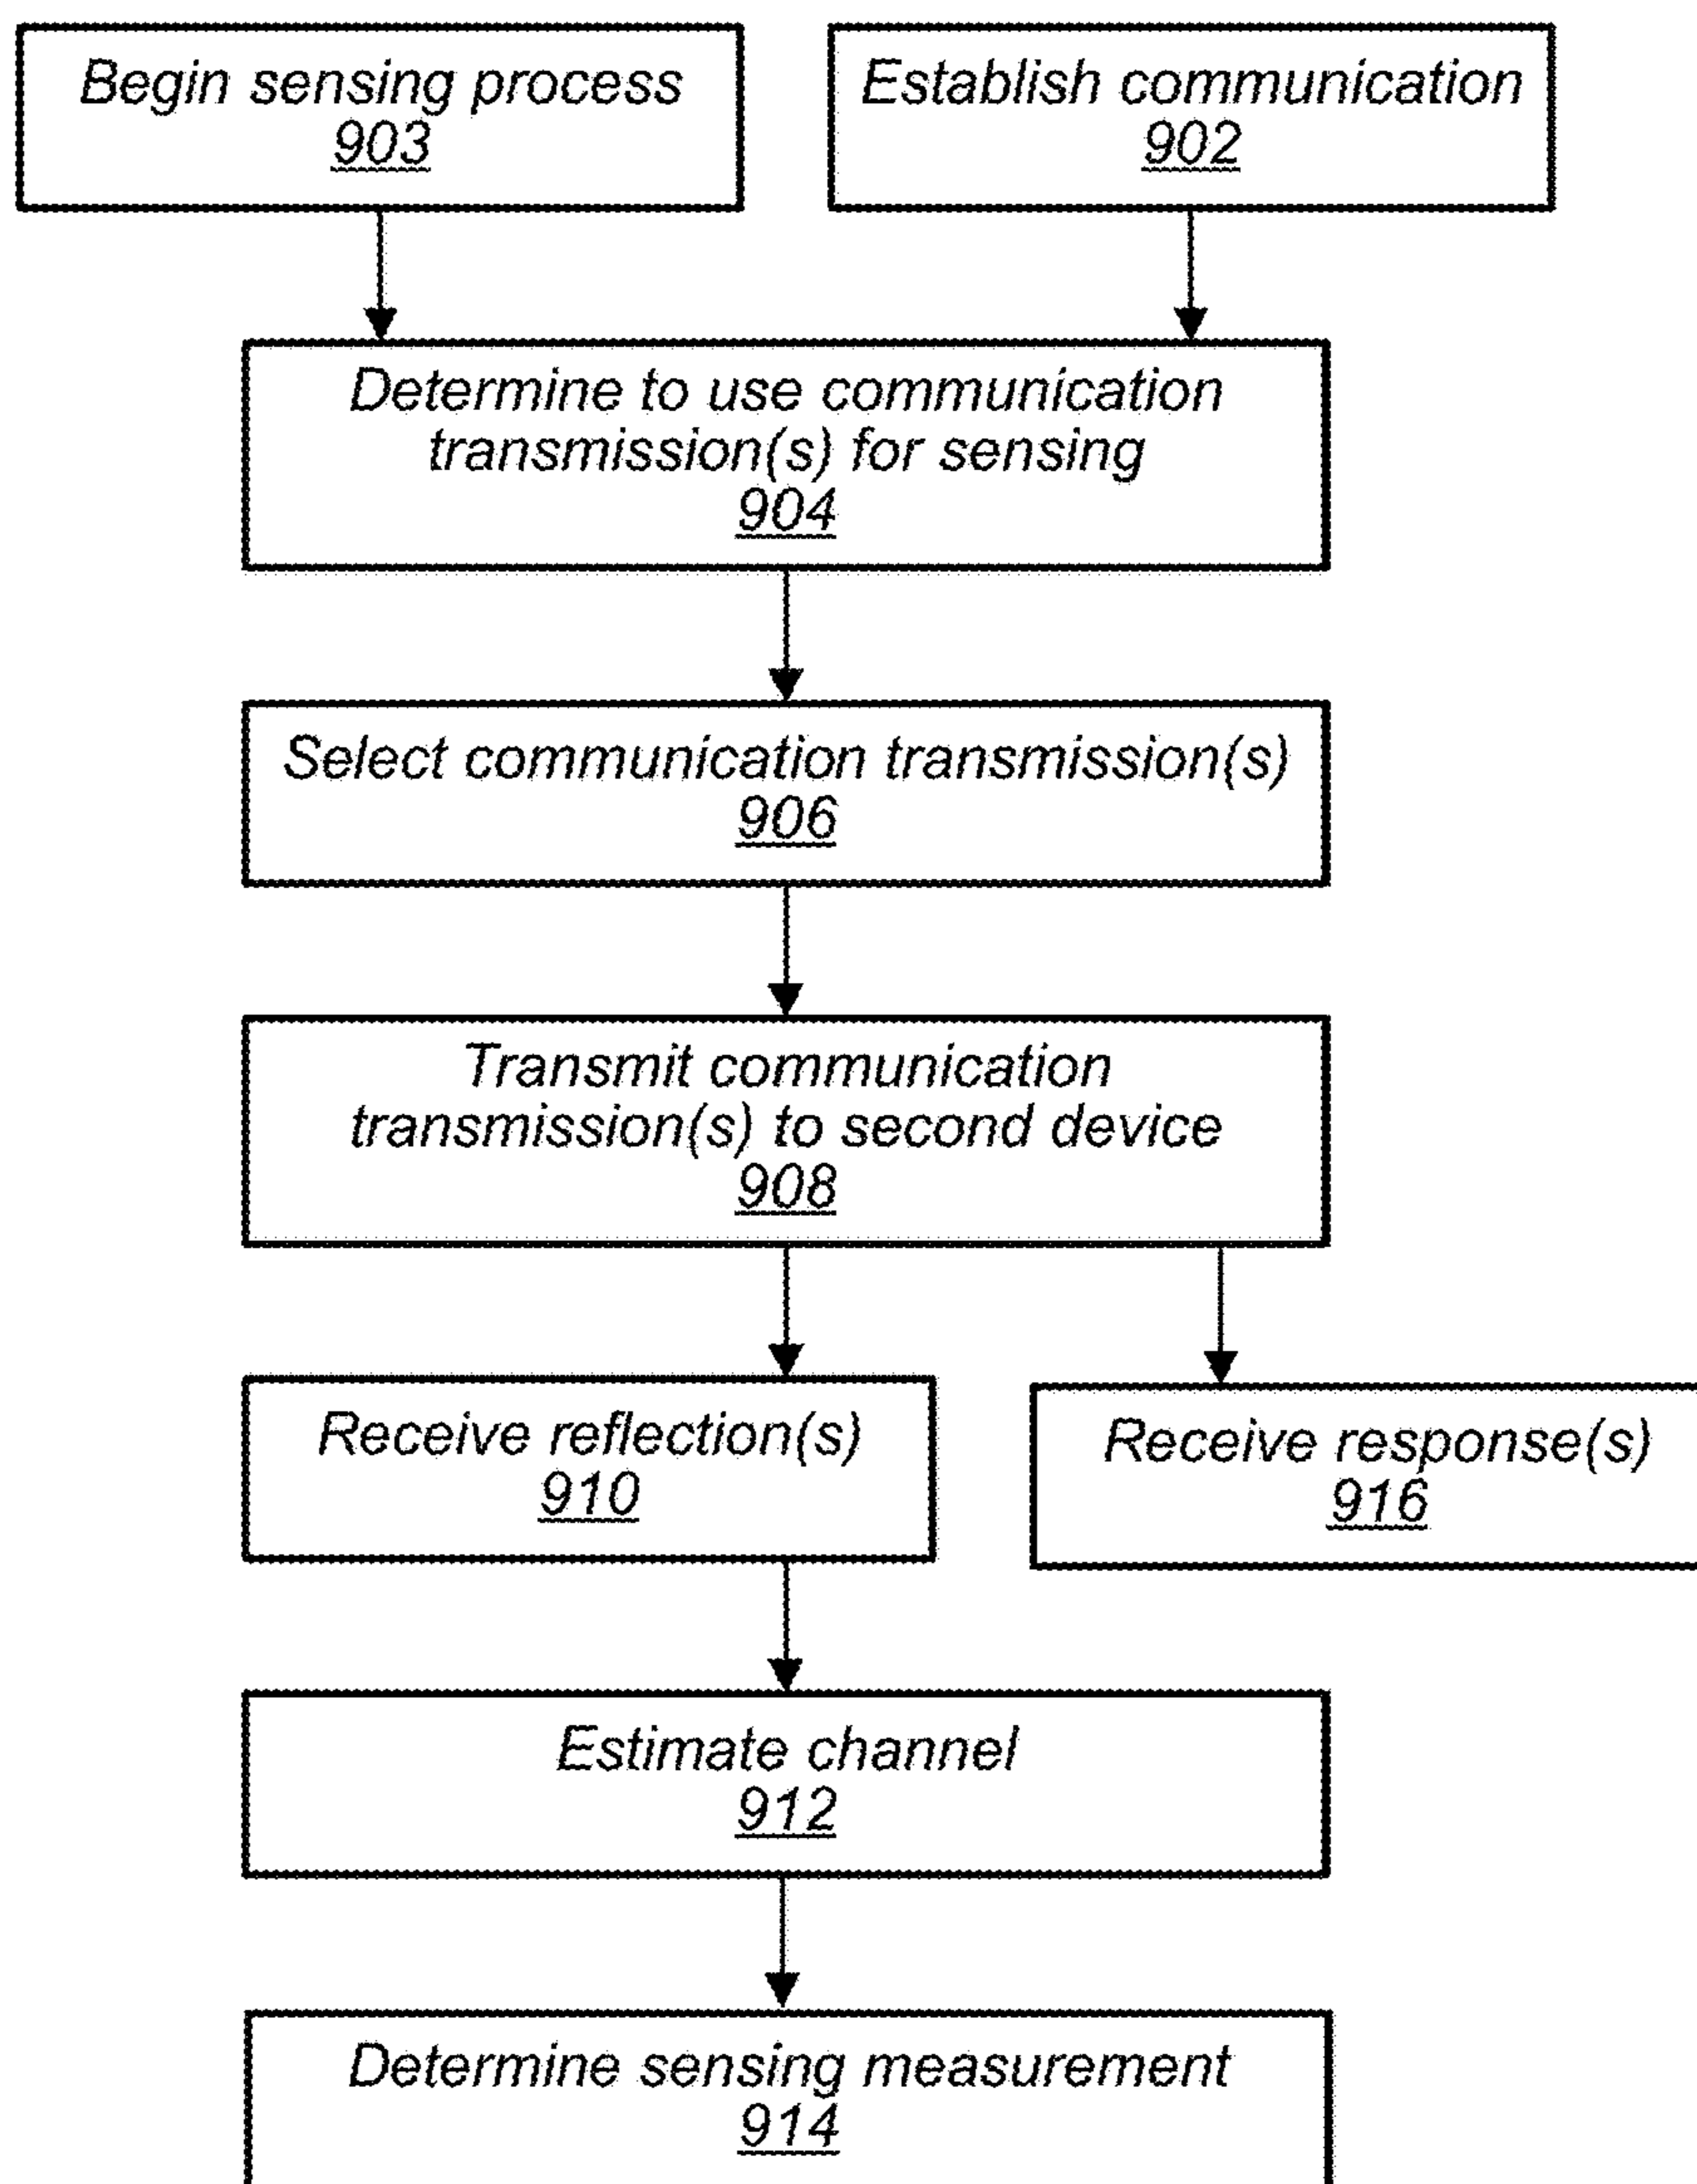 Begin sensing process
903
Establish communication
902
Determine to use communication
transmission(s) for sensing
904
Select communication transmission(s)
906
Transmit communication
transmission(s) to second device
908
Receive reflection(s)
910
Receive response(s)
916
Estimate channel
912
Determine sensing measurement
914